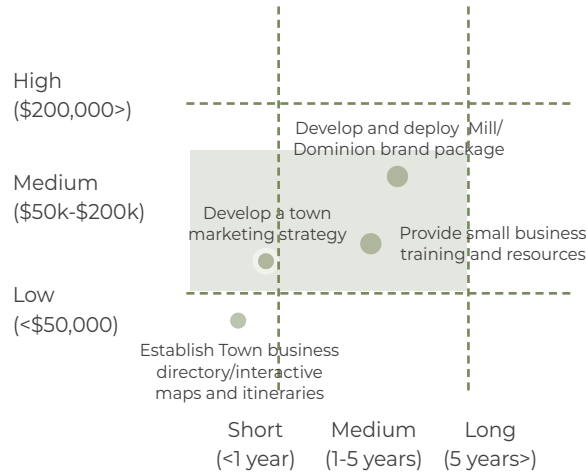 High
($200,000>)
Develop and deploy Mill/
Dominion brand package
Medium
($50k-$200k)
Develop a town
marketing strategy
Provide small business
training and resources
Low
(<$50,000)
Establish Town business
directory/interactive
maps and itineraries
Short
(<1 year)
Medium
(1-5 years)
Long
(5 years>)